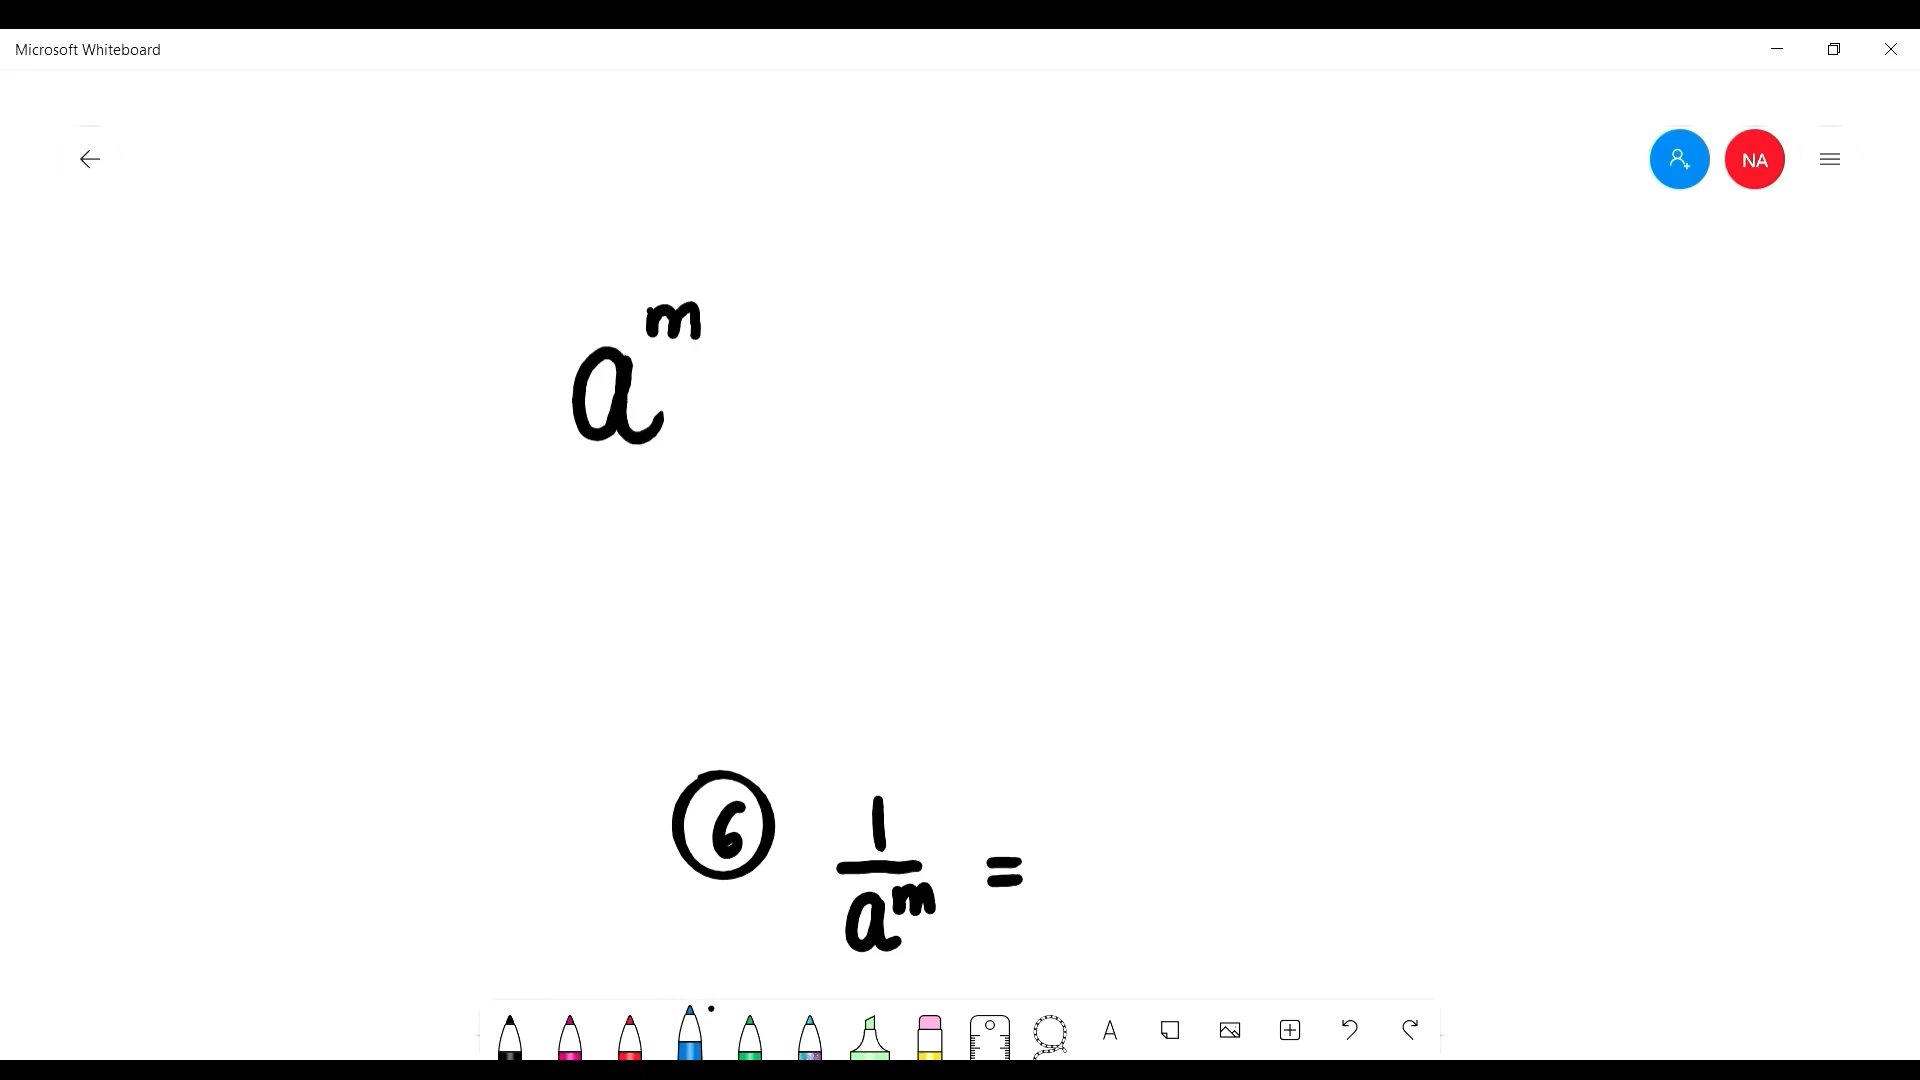 Microsoft Whiteboard
NA
a^m
⑥ 1/a^m =
A